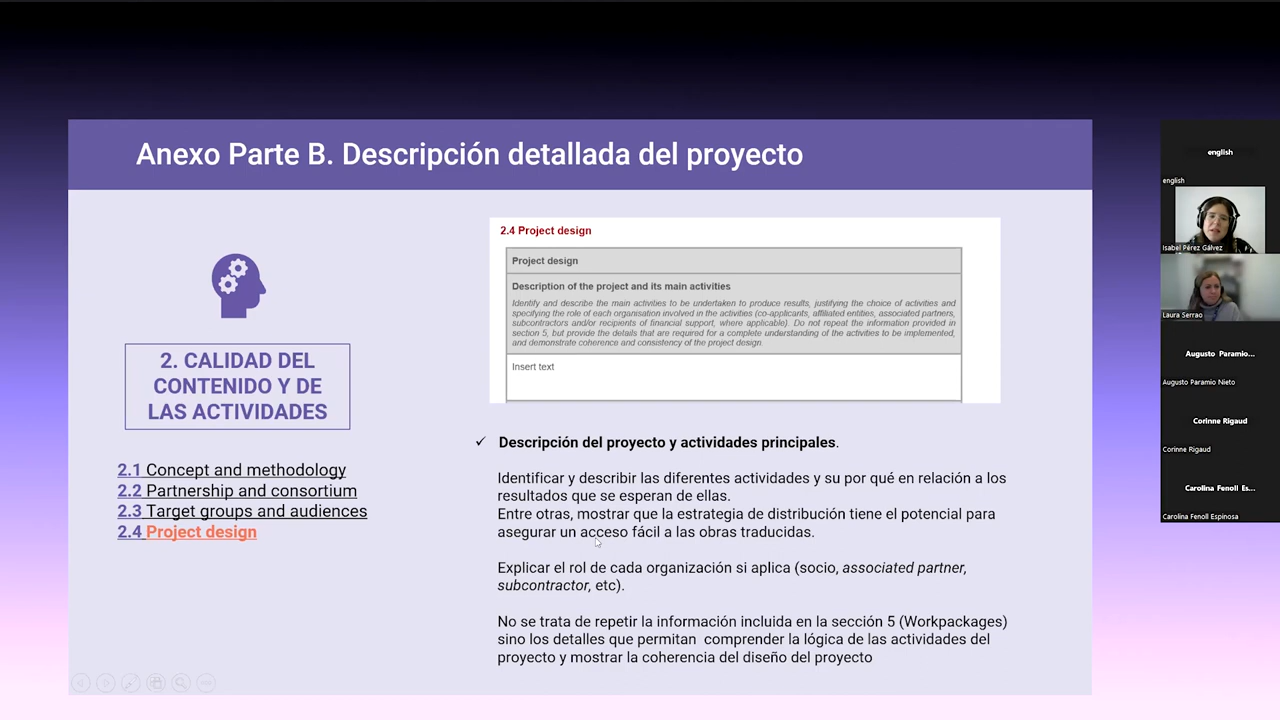 Anexo Parte B. Descripción detallada del proyecto
2. CALIDAD DEL
CONTENIDO Y DE
LAS ACTIVIDADES
2.1 Concept and methodology
2.2 Partnership and consortium
2.3 Target groups and audiences
2.4 Project design
2.4 Project design
Project design
Description of the project and its main activities
Identify and describe the main activities to be undertaken to produce results, justifying the choice of activities and
specifying the role of each organisation involved in the activities (co-applicants, affiliated entities, associated partners,
subcontractors and/or recipients of financial support, where applicable). Do not repeat the information provided in
section 5, but provide the details that are required for a complete understanding of the activities to be implemented,
and demonstrate coherence and consistency of the project design
Insert text
✓ Descripción del proyecto y actividades principales.
Identificar y describir las diferentes actividades y su por qué en relación a los
resultados que se esperan de ellas.
Entre otras, mostrar que la estrategia de distribución tiene el potencial para
asegurar un acceso fácil a las obras traducidas.
Explicar el rol de cada organización si aplica (socio, associated partner,
subcontractor, etc).
No se trata de repetir la información incluida en la sección 5 (Workpackages)
sino los detalles que permitan comprender la lógica de las actividades del
proyecto y mostrar la coherencia del diseño del proyecto
english
english
Isabel Pérez Gálvez
Laura Serrao
Augusto Paramio...
Augusto Paramio Nieto
Corinne Rigaud
Corinne Rigaud
Carolina Fenoll Es...
Carolina Fenoll Espinosa